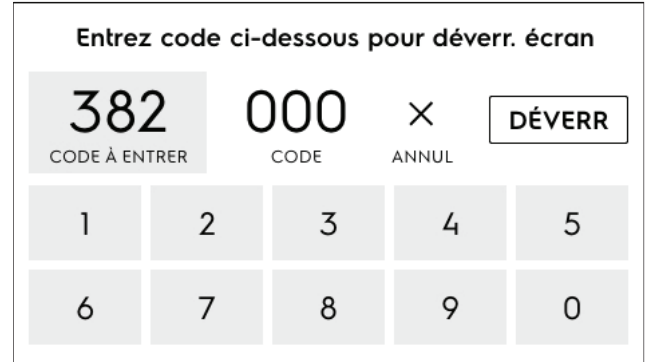 Entrez code ci-dessous pour déverr. écran
382 000 × DÉVERR
CODE À ENTRER CODE ANNUL
1 2 3 4 5
6 7 8 9 0